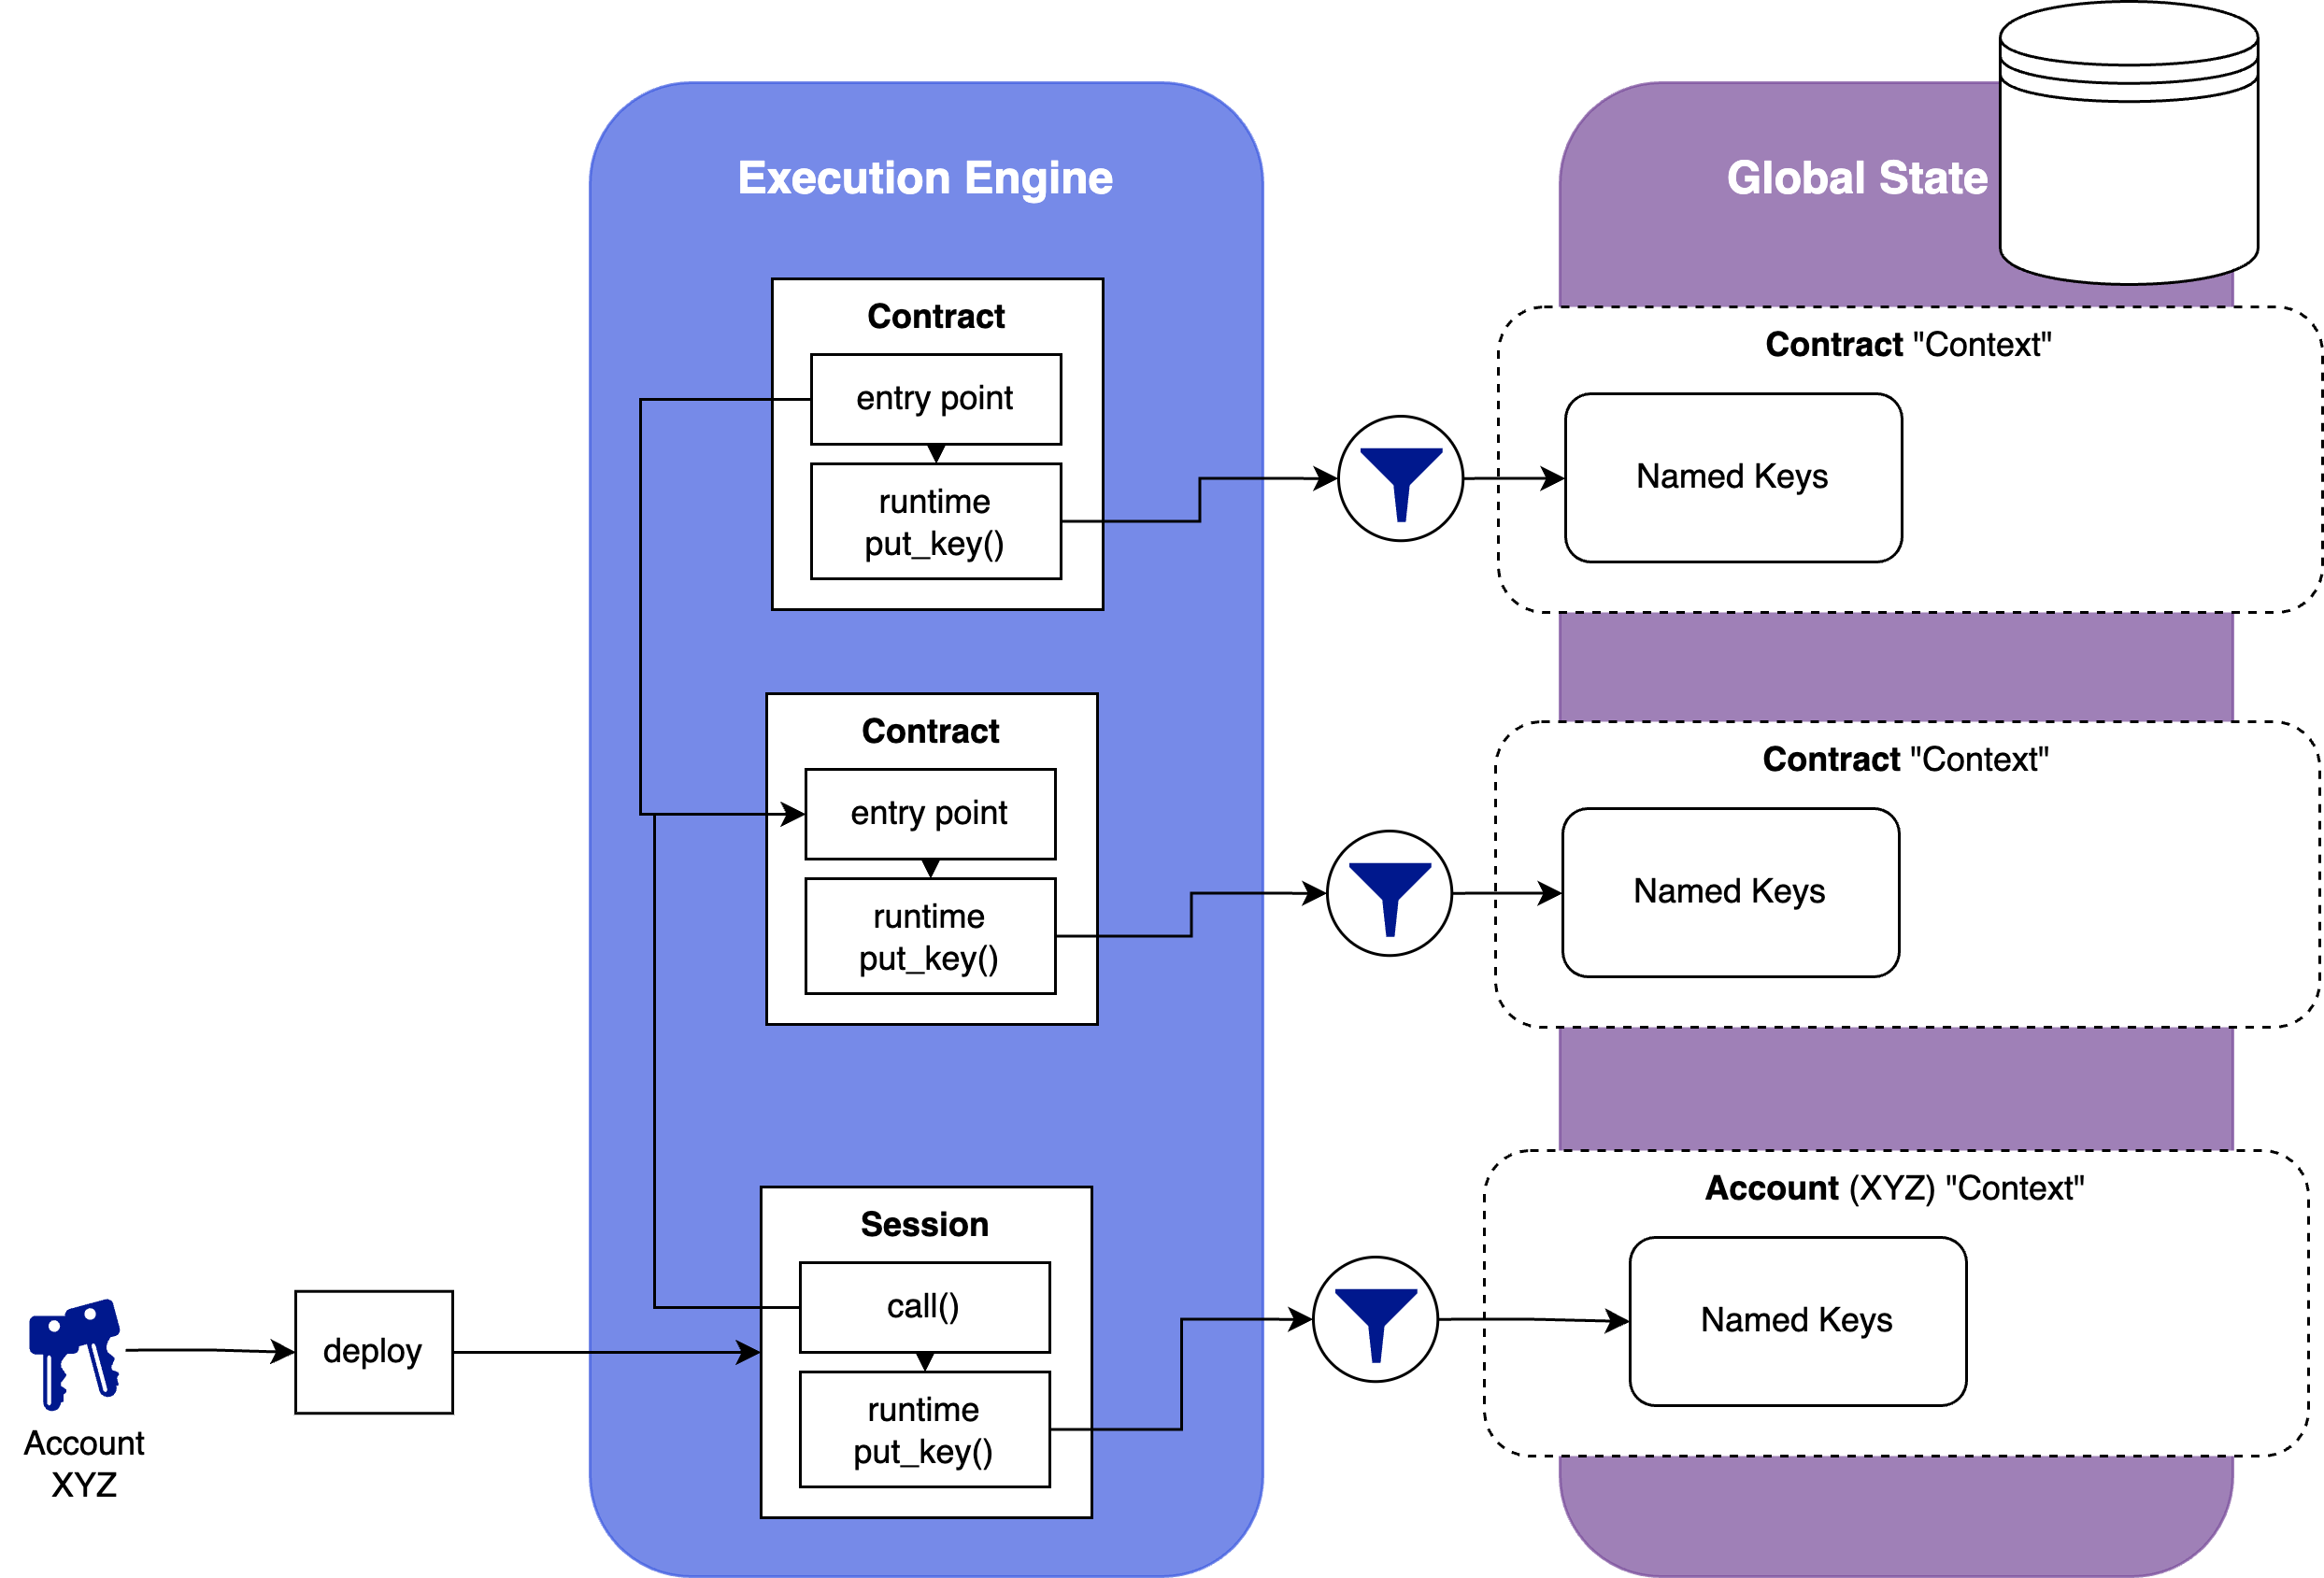 Execution Engine
Global State
Contract
entry point
runtime
put_key()
Contract "Context"
Named Keys
Contract
entry point
runtime
put_key()
Contract "Context"
Named Keys
Account
XYZ
deploy
Session
call()
runtime
put_key()
Account (XYZ) "Context"
Named Keys